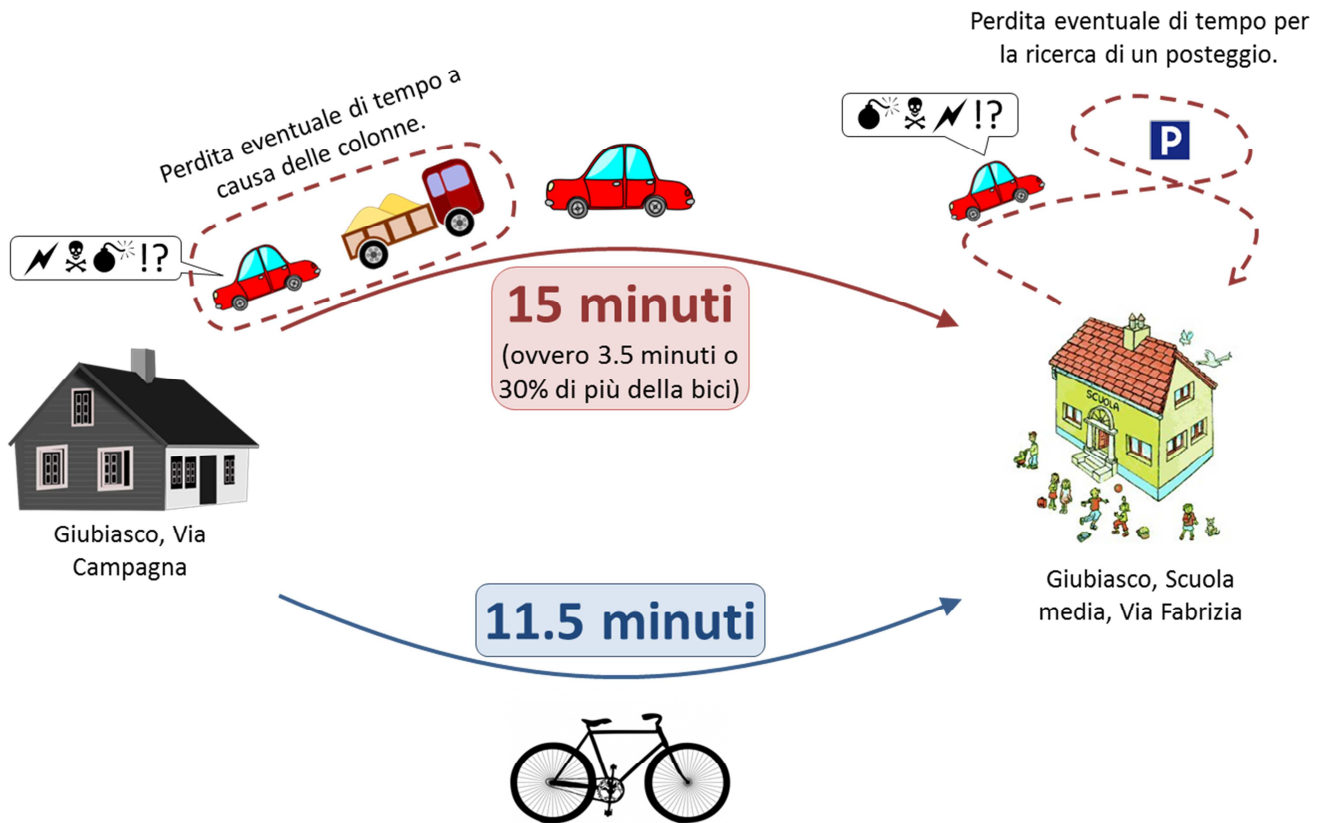 Perdita eventuale di tempo per
la ricerca di un posteggio.
Perdita eventuale di tempo a
causa delle colonne.
!?
P
!?
15 minuti
(ovvero 3.5 minuti o
30% di più della bici)
SCUOLA
Giubiasco, Via
Campagna
Giubiasco, Scuola
media, Via Fabrizia
11.5 minuti